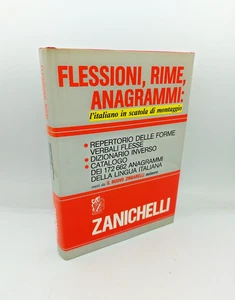 FLESSIONI, RIME,
ANAGRAMMI:
l'italiano in scatola di montaggio
• REPERTORIO DELLE FORME
VERBALI FLESSE
• DIZIONARIO INVERSO
• CATALOGO
DEI 172 662 ANAGRAMMI
DELLA LINGUA ITALIANA
ZANICHELLI